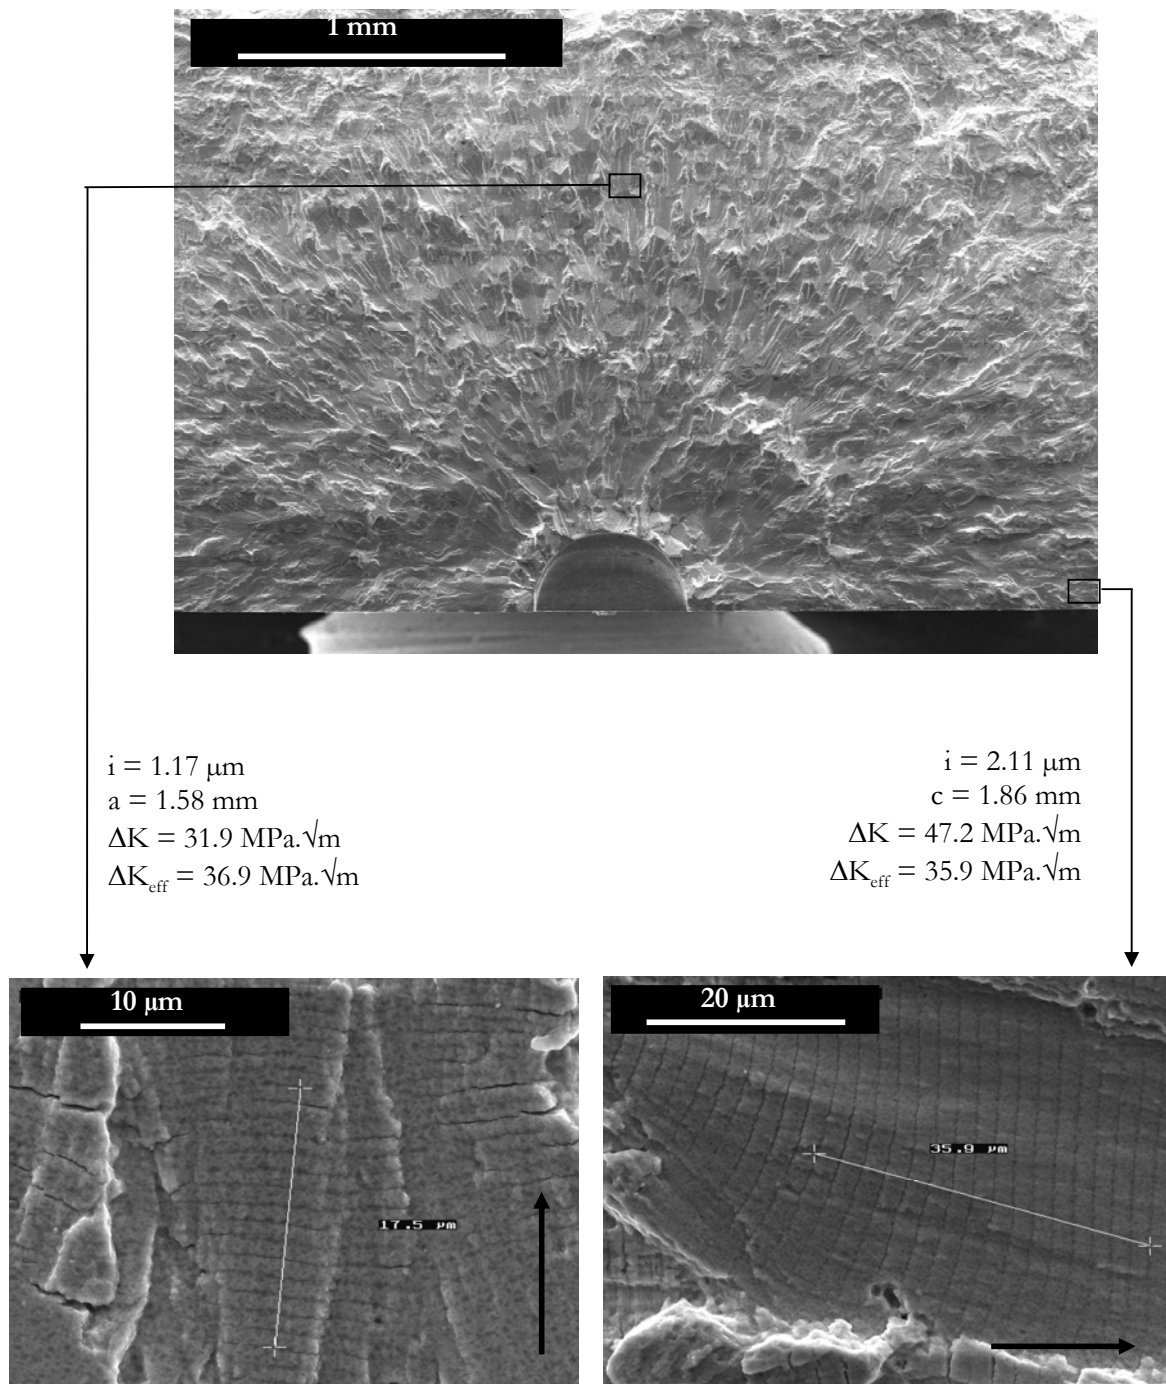 1 mm
i = 1.17 μm
a = 1.58 mm
ΔK = 31.9 MPa.√m
ΔKeff = 36.9 MPa.√m
i = 2.11 μm
c = 1.86 mm
ΔK = 47.2 MPa.√m
ΔKeff = 35.9 MPa.√m
10 μm
17.5 μm
20 μm
35.9 μm